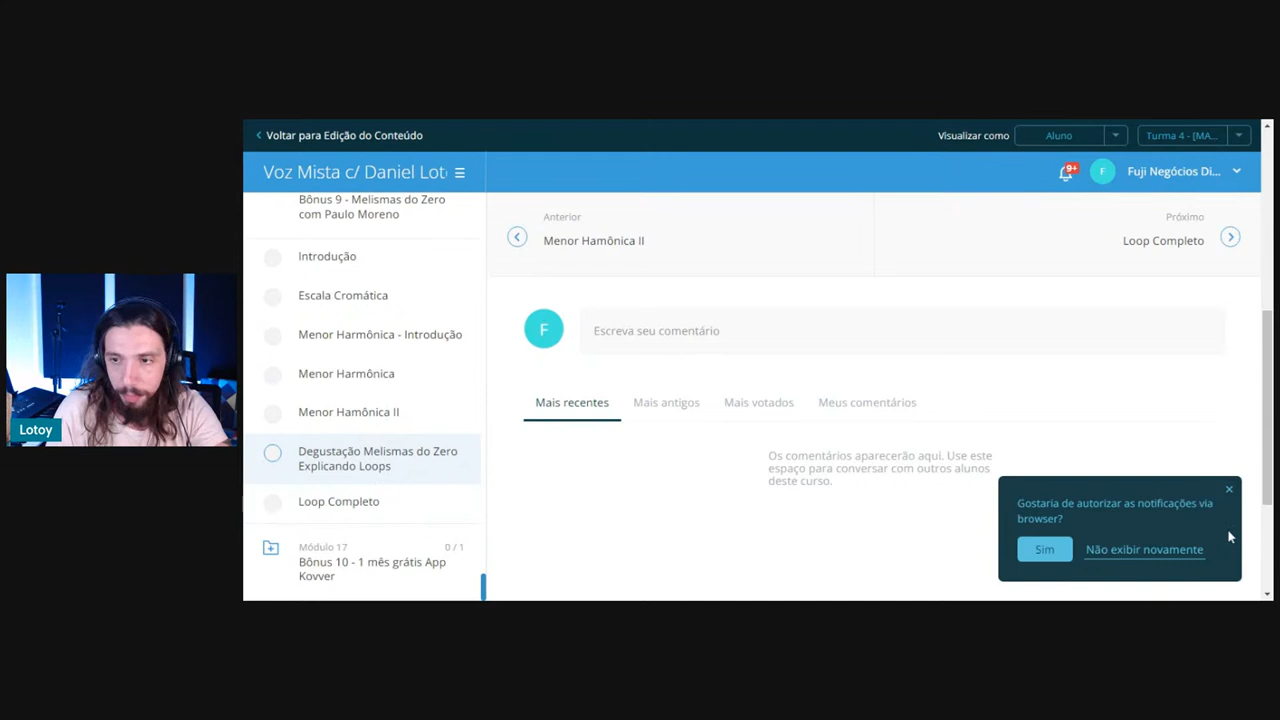 Voltar para Edição do Conteúdo
Visualizar como
Aluno
Turma 4 - [MA...
Voz Mista c/ Daniel Lot
9+
F
Fuji Negócios Di...
Bônus 9 - Melismas do Zero
com Paulo Moreno
Introdução
Escala Cromática
Menor Harmônica - Introdução
Menor Harmônica
Menor Hamônica II
Degustação Melismas do Zero
Explicando Loops
Loop Completo
Módulo 17
0 / 1
Bônus 10 - 1 mês grátis App
Kovver
Anterior
Menor Hamônica II
Próximo
Loop Completo
F
Escreva seu comentário
Mais recentes
Mais antigos
Mais votados
Meus comentários
Os comentários aparecerão aqui. Use este
espaço para conversar com outros alunos
deste curso.
Gostaria de autorizar as notificações via
browser?
Sim
Não exibir novamente
Lotoy